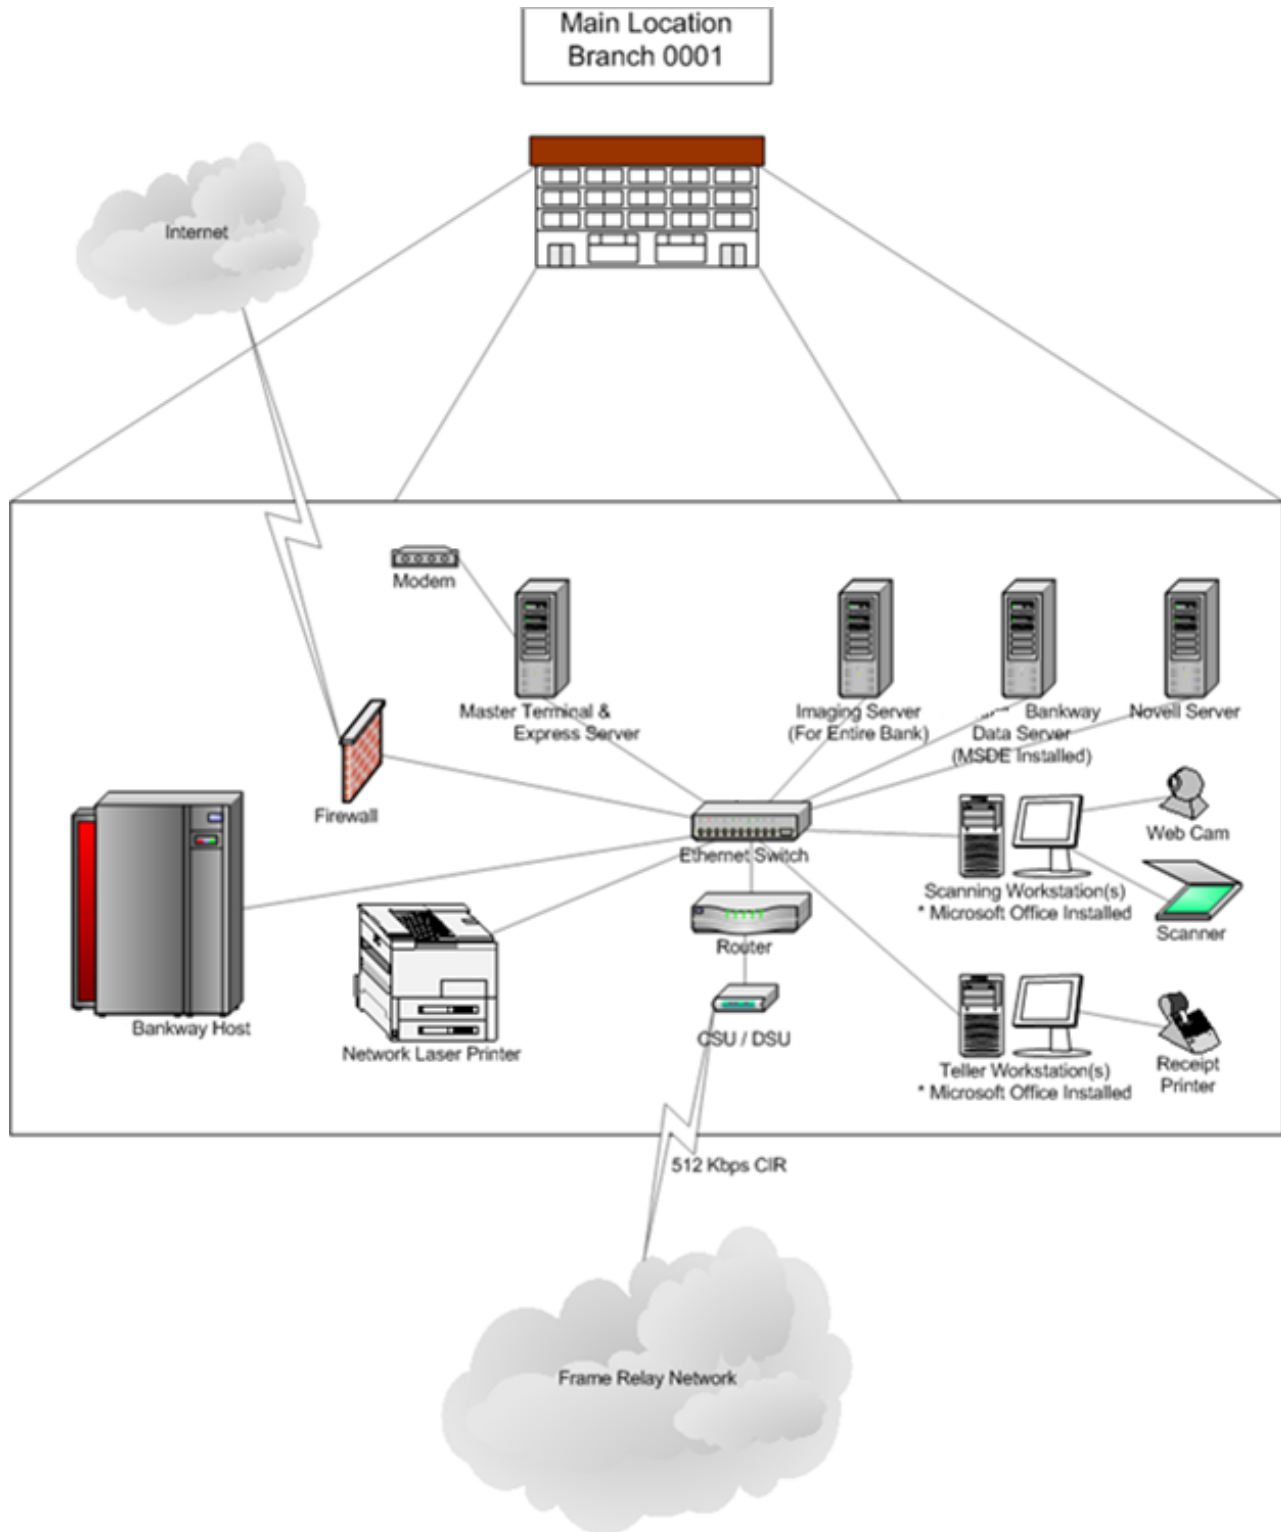 Main Location
Branch 0001
Internet
Modem
Master Terminal &
Express Server
Imaging Server
(For Entire Bank)
Bankway
Data Server
(MSDE Installed)
Novell Server
Firewall
Ethernet Switch
Web Cam
Scanning Workstation(s)
* Microsoft Office Installed
Scanner
Router
Bankway Host
Network Laser Printer
CSU / DSU
Teller Workstation(s)
* Microsoft Office Installed
Receipt
Printer
512 Kbps CIR
Frame Relay Network